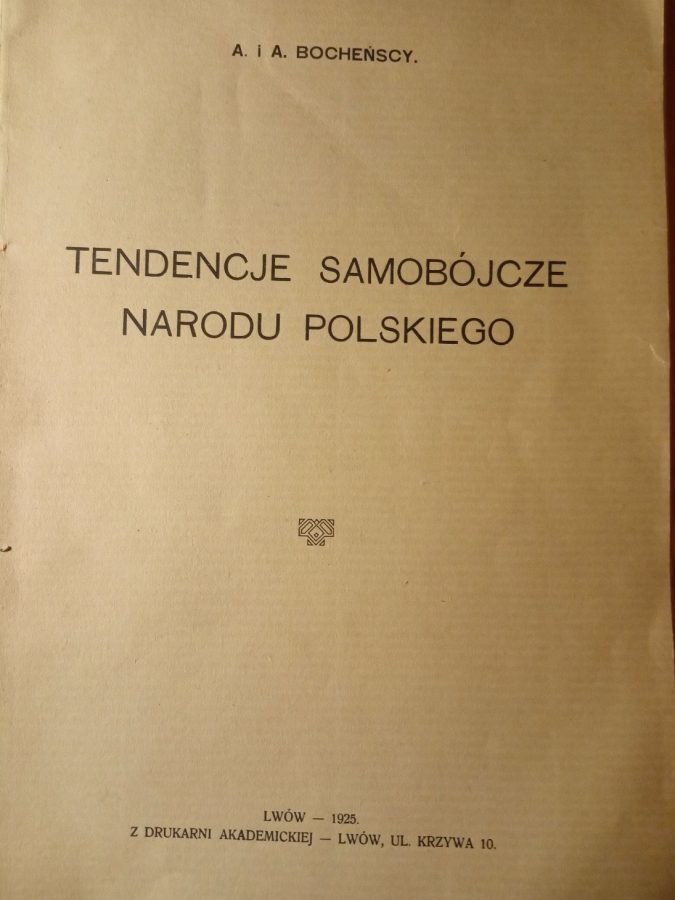 A. i A. BOCHEŃSCY.
TENDENCJE SAMOBÓJCZE
NARODU POLSKIEGO
LWÓW — 1925.
Z DRUKARNI AKADEMICKIEJ — LWÓW, UL. KRZYWA 10.